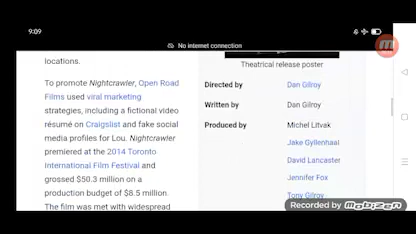 9:09
No internet connection
locations.
To promote Nightcrawler, Open Road
Films used viral marketing
strategies, including a fictional video
résumé on Craigslist and fake social
media profiles for Lou. Nightcrawler
premiered at the 2014 Toronto
International Film Festival and
grossed $50.3 million on a
production budget of $8.5 million.
The film was met with widespread
Theatrical release poster
Directed by Dan Gilroy
Written by Dan Gilroy
Produced by Michel Litvak
Jake Gyllenhaal
David Lancaster
Jennifer Fox
Tony Gilroy
Recorded by Mobizen